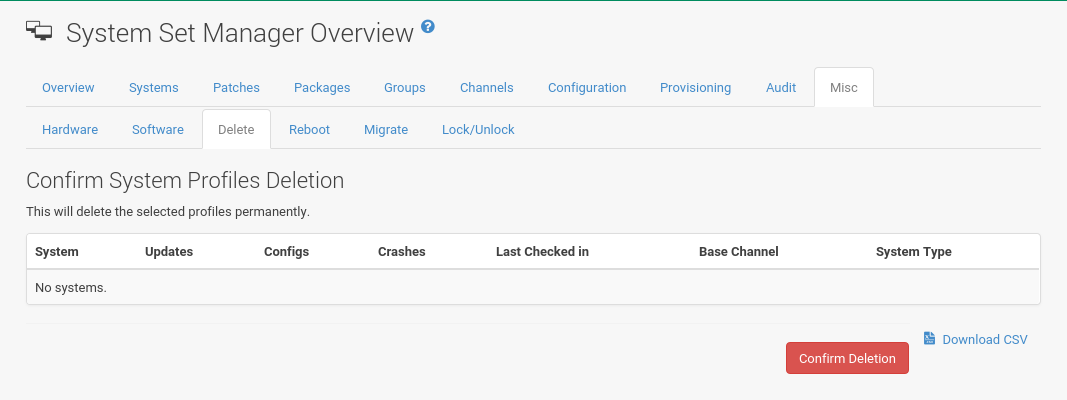 System Set Manager Overview ?
Overview Systems Patches Packages Groups Channels Configuration Provisioning Audit Misc
Hardware Software Delete Reboot Migrate Lock/Unlock
Confirm System Profiles Deletion
This will delete the selected profiles permanently.
System Updates Configs Crashes Last Checked in Base Channel System Type
No systems.
Download CSV
Confirm Deletion